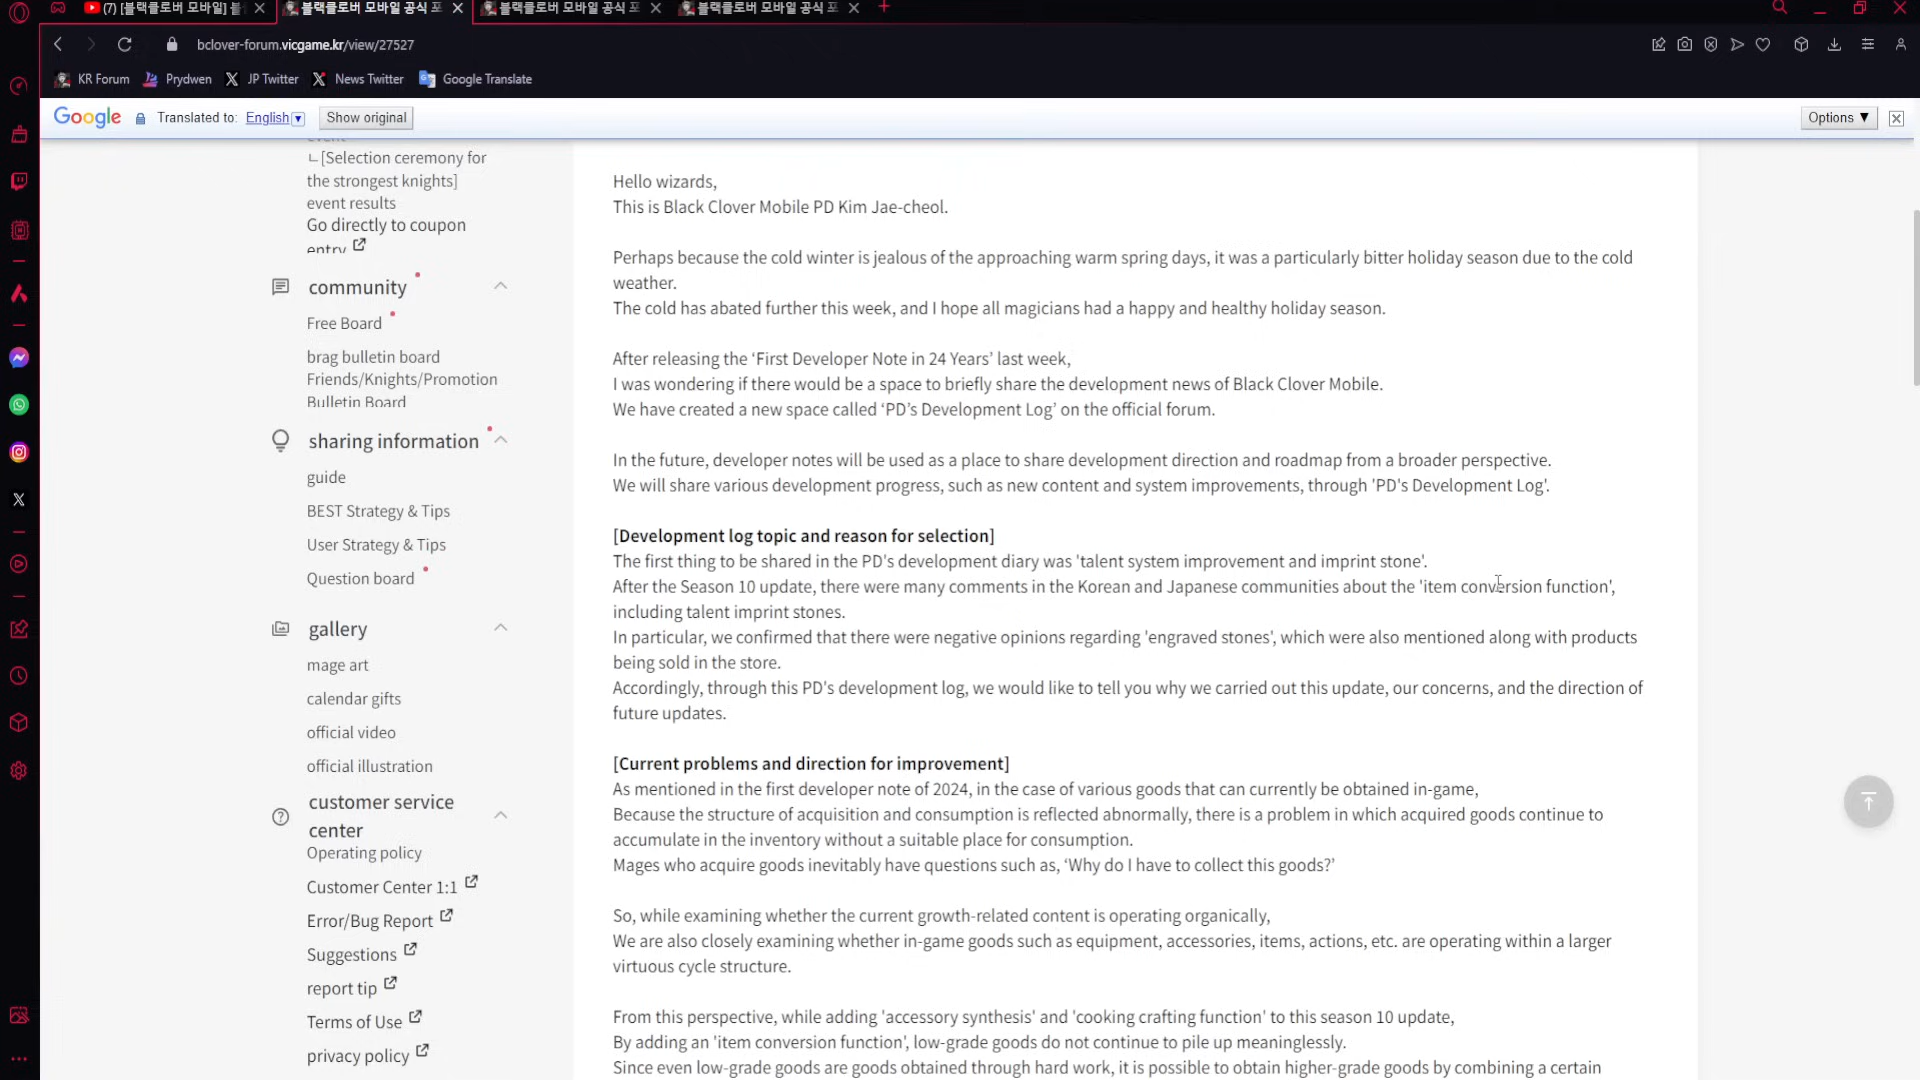 (7) [블랙클로버 모바일] 블
블랙클로버 모바일 공식 포
블랙클로버 모바일 공식 포
블랙클로버 모바일 공식 포
bclover-forum.vicgame.kr/view/27527
KR Forum
Prydwen
JP Twitter
News Twitter
Google Translate
Google
Translated to: English
Show original
Options ▼
event
ㄴ[Selection ceremony for
the strongest knights]
event results
Go directly to coupon
entry
community
Free Board
brag bulletin board
Friends/Knights/Promotion
Bulletin Board
sharing information
guide
BEST Strategy & Tips
User Strategy & Tips
Question board
gallery
mage art
calendar gifts
official video
official illustration
customer service
center
Operating policy
Customer Center 1:1
Error/Bug Report
Suggestions
report tip
Terms of Use
privacy policy
Hello wizards,
This is Black Clover Mobile PD Kim Jae-cheol.
Perhaps because the cold winter is jealous of the approaching warm spring days, it was a particularly bitter holiday season due to the cold
weather.
The cold has abated further this week, and I hope all magicians had a happy and healthy holiday season.
After releasing the ‘First Developer Note in 24 Years’ last week,
I was wondering if there would be a space to briefly share the development news of Black Clover Mobile.
We have created a new space called ‘PD’s Development Log’ on the official forum.
In the future, developer notes will be used as a place to share development direction and roadmap from a broader perspective.
We will share various development progress, such as new content and system improvements, through 'PD's Development Log'.
[Development log topic and reason for selection]
The first thing to be shared in the PD's development diary was 'talent system improvement and imprint stone'.
After the Season 10 update, there were many comments in the Korean and Japanese communities about the 'item conversion function',
including talent imprint stones.
In particular, we confirmed that there were negative opinions regarding 'engraved stones', which were also mentioned along with products
being sold in the store.
Accordingly, through this PD's development log, we would like to tell you why we carried out this update, our concerns, and the direction of
future updates.
[Current problems and direction for improvement]
As mentioned in the first developer note of 2024, in the case of various goods that can currently be obtained in-game,
Because the structure of acquisition and consumption is reflected abnormally, there is a problem in which acquired goods continue to
accumulate in the inventory without a suitable place for consumption.
Mages who acquire goods inevitably have questions such as, ‘Why do I have to collect this goods?’
So, while examining whether the current growth-related content is operating organically,
We are also closely examining whether in-game goods such as equipment, accessories, items, actions, etc. are operating within a larger
virtuous cycle structure.
From this perspective, while adding 'accessory synthesis' and 'cooking crafting function' to this season 10 update,
By adding an 'item conversion function', low-grade goods do not continue to pile up meaninglessly.
Since even low-grade goods are goods obtained through hard work, it is possible to obtain higher-grade goods by combining a certain